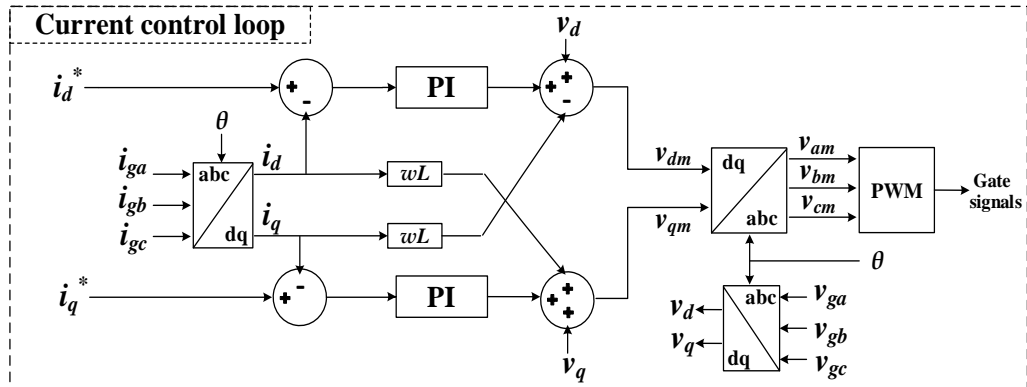 Current control loop
v_d
i_d*
+ -
PI
+ + -
θ
i_ga
i_gb
i_gc
abc
dq
i_d
i_q
wL
wL
v_dm
v_qm
dq
abc
v_am
v_bm
v_cm
PWM
Gate
signals
i_q*
+ -
PI
+ + +
v_q
θ
v_d
v_q
abc
dq
v_ga
v_gb
v_gc